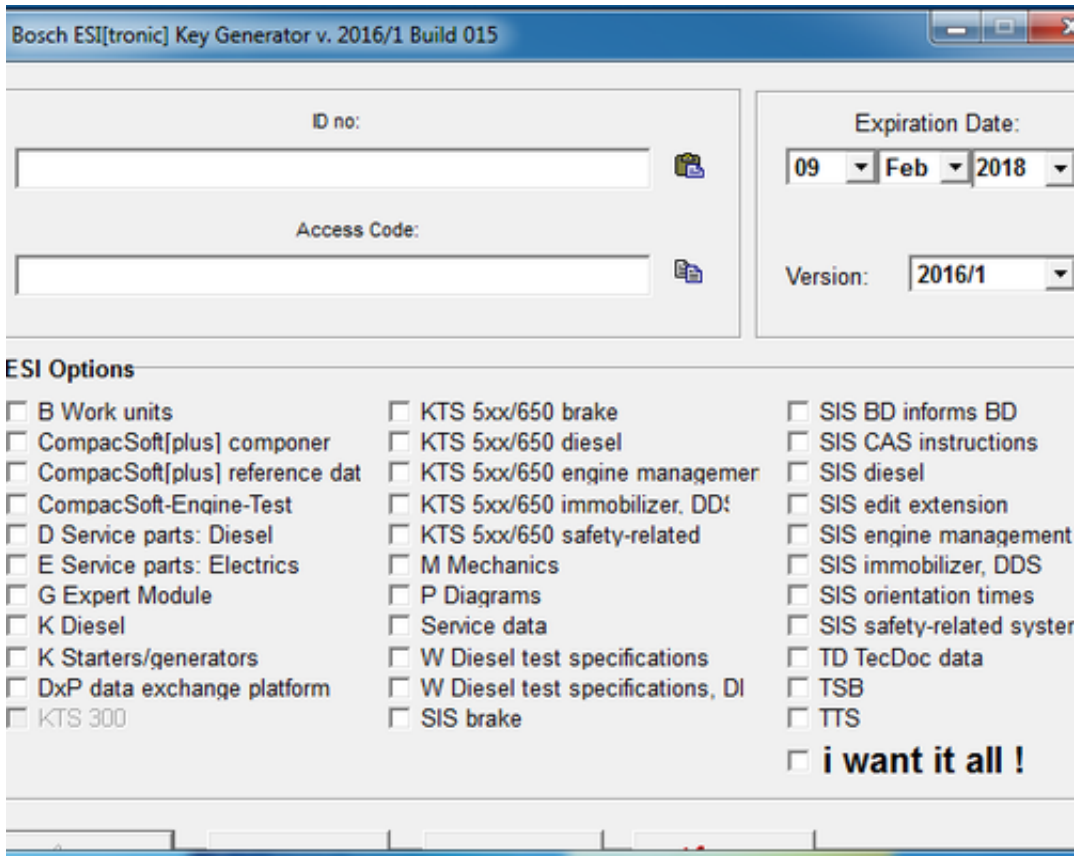 Bosch ESI[tronic] Key Generator v. 2016/1 Build 015
ID no:
Access Code:
Expiration Date:
09 Feb 2018
Version: 2016/1
ESI Options
B Work units
CompacSoft[plus] componer
CompacSoft[plus] reference dat
CompacSoft-Engine-Test
D Service parts: Diesel
E Service parts: Electrics
G Expert Module
K Diesel
K Starters/generators
DxP data exchange platform
KTS 300
KTS 5xx/650 brake
KTS 5xx/650 diesel
KTS 5xx/650 engine managemer
KTS 5xx/650 immobilizer, DDS
KTS 5xx/650 safety-related
M Mechanics
P Diagrams
Service data
W Diesel test specifications
W Diesel test specifications, DI
SIS brake
SIS BD informs BD
SIS CAS instructions
SIS diesel
SIS edit extension
SIS engine management
SIS immobilizer, DDS
SIS orientation times
SIS safety-related syster
TD TecDoc data
TSB
TTS
i want it all !